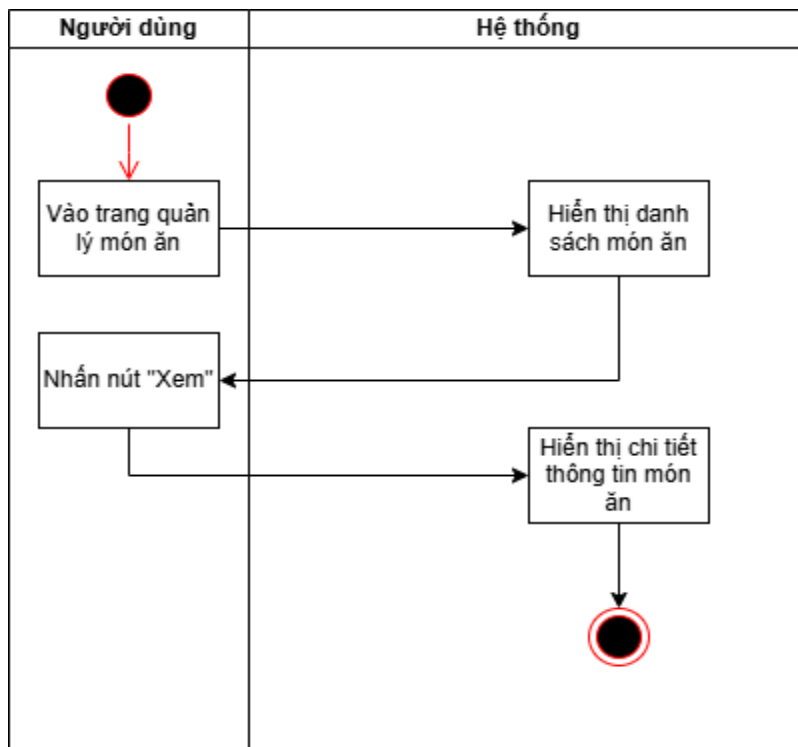 Người dùng
Hệ thống
Vào trang quản
lý món ăn
Hiển thị danh
sách món ăn
Nhấn nút "Xem"
Hiển thị chi tiết
thông tin món
ăn